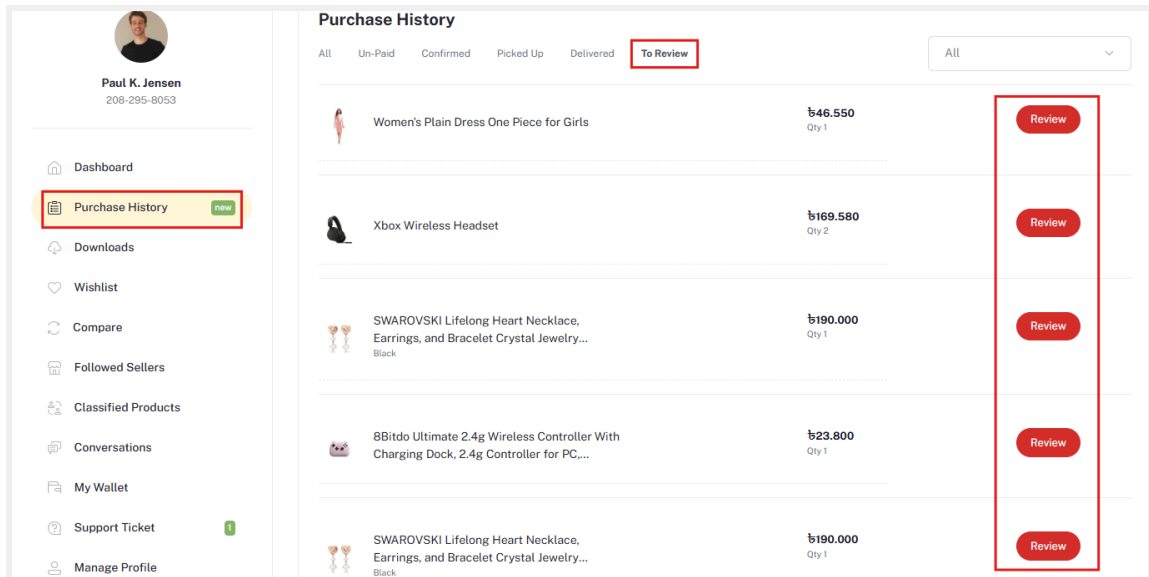 Paul K. Jensen
208-295-8053
Dashboard
Purchase History new
Downloads
Wishlist
Compare
Followed Sellers
Classified Products
Conversations
My Wallet
Support Ticket 1
Manage Profile
Purchase History
All Un-Paid Confirmed Picked Up Delivered To Review
All
Women's Plain Dress One Piece for Girls
৳46.550
Qty 1
Review
Xbox Wireless Headset
৳169.580
Qty 2
Review
SWAROVSKI Lifelong Heart Necklace,
Earrings, and Bracelet Crystal Jewelry...
Black
৳190.000
Qty 1
Review
8Bitdo Ultimate 2.4g Wireless Controller With
Charging Dock, 2.4g Controller for PC,...
৳23.800
Qty 1
Review
SWAROVSKI Lifelong Heart Necklace,
Earrings, and Bracelet Crystal Jewelry...
Black
৳190.000
Qty 1
Review